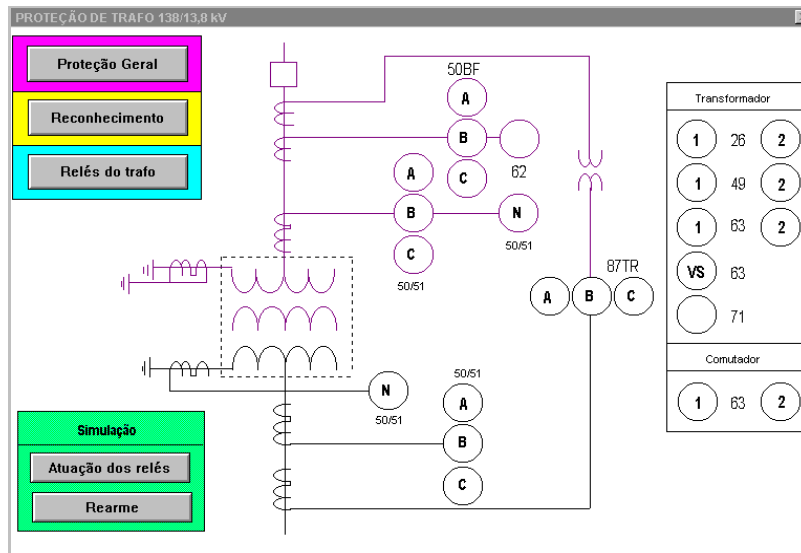 PROTEÇÃO DE TRAFO 138/13,8 kV
Proteção Geral
Reconhecimento
Relés do trafo
50BF
A
B
C
62
A
B
C
50/51
N
50/51
87TR
A B C
Transformador
1 26 2
1 49 2
1 63 2
VS 63
71
Comutador
1 63 2
N
50/51
50/51
A
B
C
Simulação
Atuação dos relés
Rearme